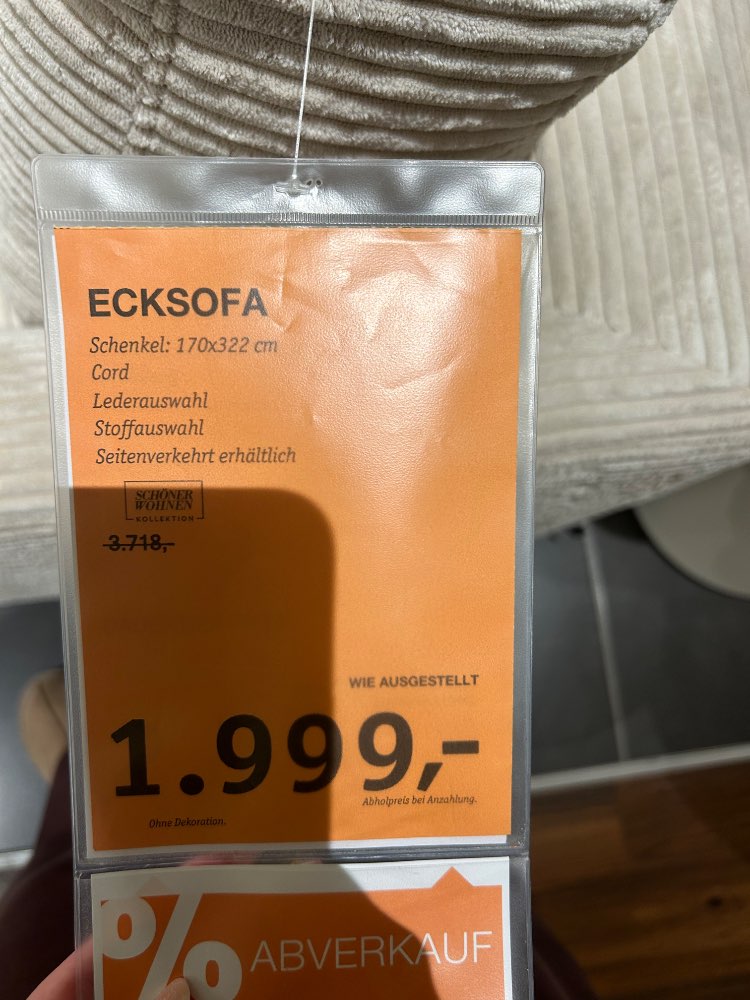 ECKSOFA
Schenkel: 170x322 cm
Cord
Lederauswahl
Stoffauswahl
Seitenverkehrt erhältlich
SCHÖNER
WOHNEN
KOLLEKTION
3.718,-
WIE AUSGESTELLT
1.999,-
Abholpreis bei Anzahlung.
Ohne Dekoration.
% ABVERKAUF